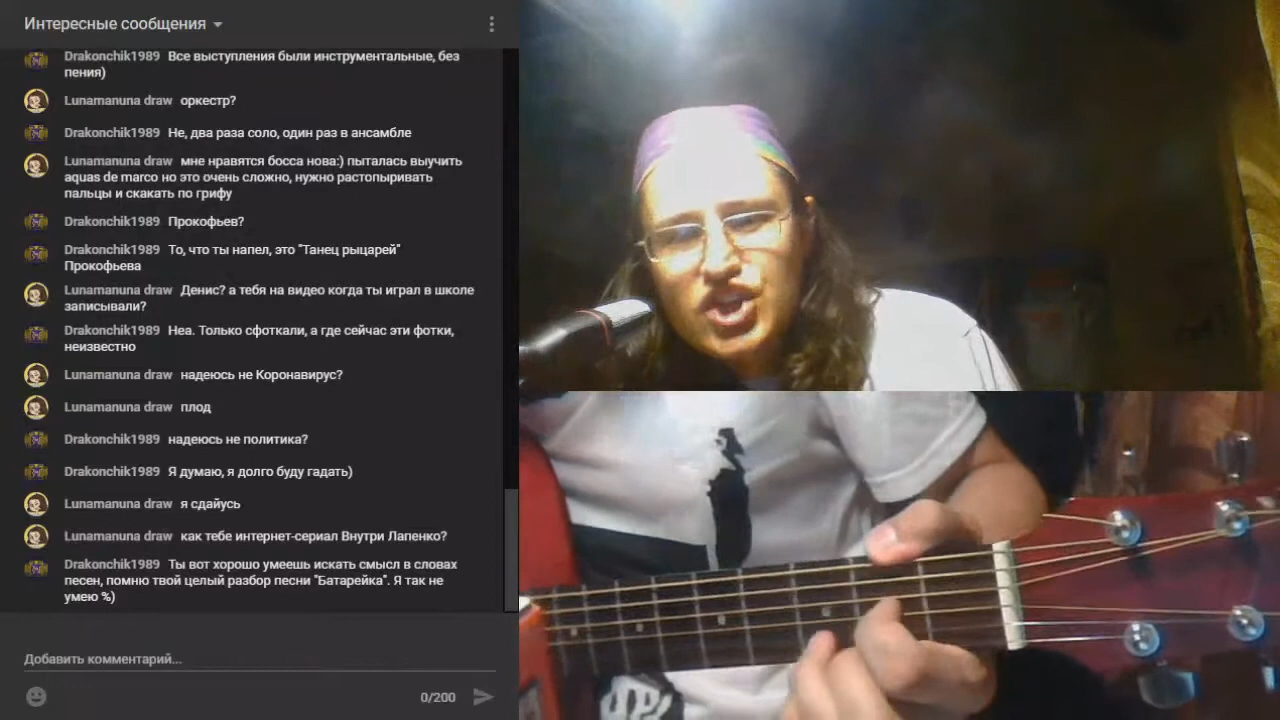 Интересные сообщения
Drakonchik1989 Все выступления были инструментальные, без
пения)
Lunamanuna draw оркестр?
Drakonchik1989 Не, два раза соло, один раз в ансамбле
Lunamanuna draw мне нравятся босса нова:) пыталась выучить
aquas de marco но это очень сложно, нужно растопыривать
пальцы и скакать по грифу
Drakonchik1989 Прокофьев?
Drakonchik1989 То, что ты напел, это "Танец рыцарей"
Прокофьева
Lunamanuna draw Денис? а тебя на видео когда ты играл в школе
записывали?
Drakonchik1989 Неа. Только сфоткали, а где сейчас эти фотки,
неизвестно
Lunamanuna draw надеюсь не Коронавирус?
Lunamanuna draw плод
Drakonchik1989 надеюсь не политика?
Drakonchik1989 Я думаю, я долго буду гадать)
Lunamanuna draw я сдайусь
Lunamanuna draw как тебе интернет-сериал Внутри Лапенко?
Drakonchik1989 Ты вот хорошо умеешь искать смысл в словах
песен, помню твой целый разбор песни "Батарейка". Я так не
умею %)
Добавить комментарий...
0/200